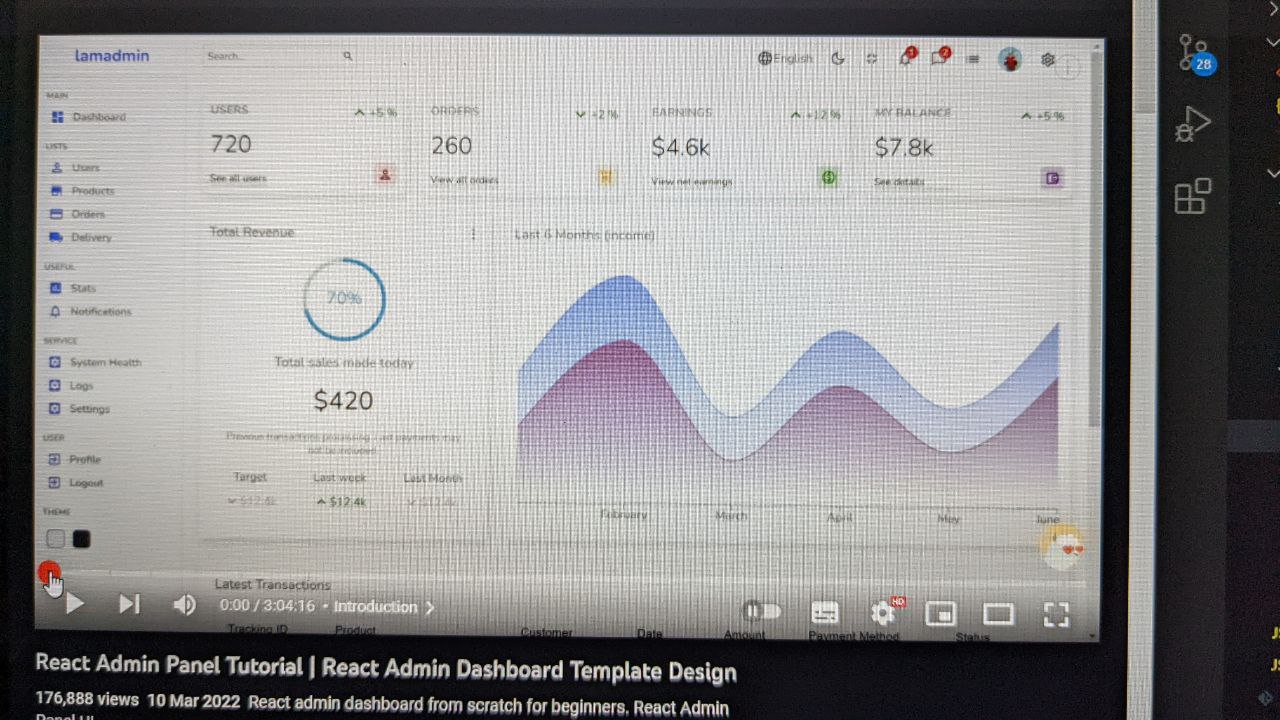 lamadmin
Search
English
1
2
28
MAIN
Dashboard
LISTS
Users
Products
Orders
Delivery
USEFUL
Stats
Notifications
SERVICE
System Health
Logs
Settings
USER
Profile
Logout
THEME
USERS
+5 %
720
See all users
ORDERS
+2 %
260
View all orders
EARNINGS
+12 %
$4.6k
View net earnings
MY BALANCE
+5 %
$7.8k
See details
Total Revenue
70%
Total sales made today
$420
Previous transactions processing. Last payments may
not be included.
Target
Last week
Last Month
$12.4k
$12.4k
$12.4k
Last 6 Months (income)
February
March
April
May
June
Latest Transactions
Tracking ID
Product
Customer
Date
Amount
Payment Method
Status
0:00 / 3:04:16 • Introduction
HD
React Admin Panel Tutorial | React Admin Dashboard Template Design
176,888 views 10 Mar 2022 React admin dashboard from scratch for beginners. React Admin
Panel UI